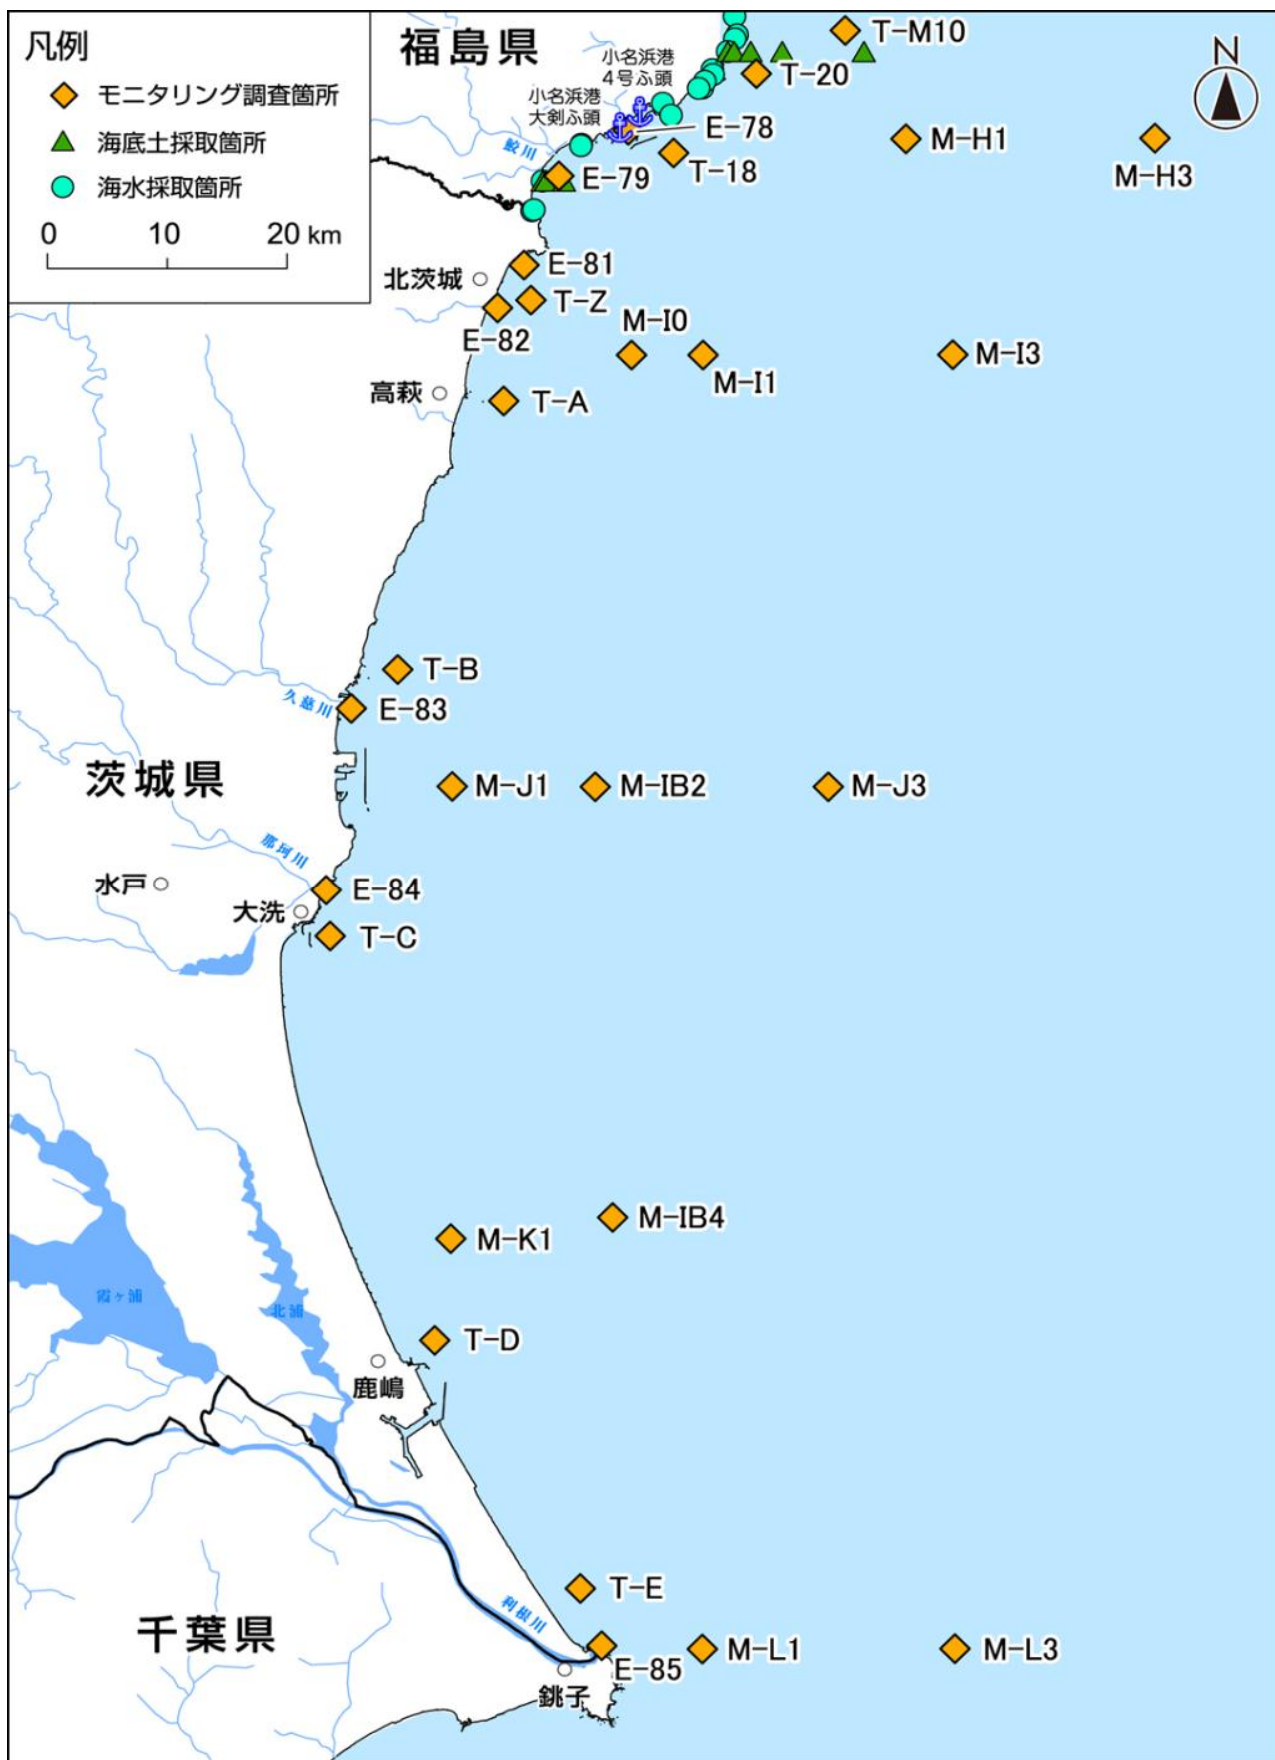 凡例
モニタリング調査箇所
海底土採取箇所
海水採取箇所
0 10 20 km
福島県
小名浜港
4号ふ頭
小名浜港
大剣ふ頭
鮫川
N
T-M10
T-20
E-78
M-H1
M-H3
T-18
E-79
E-81
北茨城
T-Z
E-82
M-I0
M-I1
M-I3
高萩
T-A
T-B
久慈川
E-83
茨城県
M-J1
M-IB2
M-J3
那珂川
水戸
E-84
大洗
T-C
M-IB4
M-K1
霞ヶ浦
北浦
T-D
鹿嶋
T-E
利根川
千葉県
E-85
M-L1
M-L3
銚子